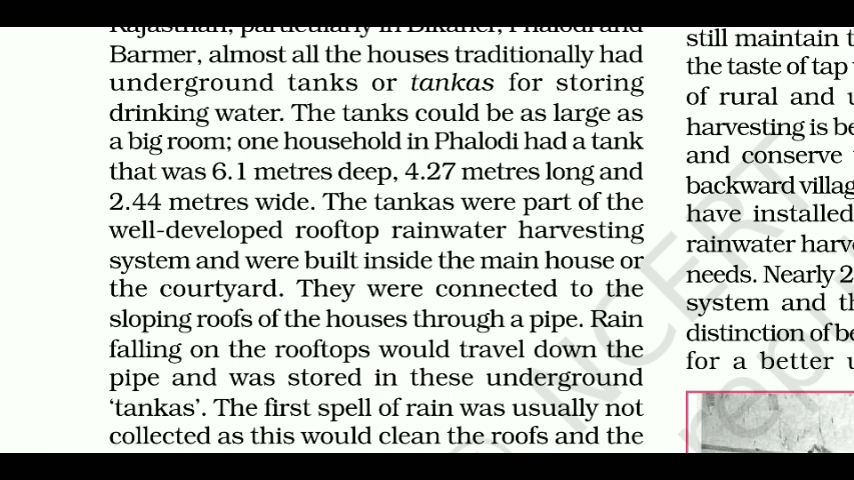 Rajasthan, particularly in Bikaner, Phalodi and
Barmer, almost all the houses traditionally had
underground tanks or tankas for storing
drinking water. The tanks could be as large as
a big room; one household in Phalodi had a tank
that was 6.1 metres deep, 4.27 metres long and
2.44 metres wide. The tankas were part of the
well-developed rooftop rainwater harvesting
system and were built inside the main house or
the courtyard. They were connected to the
sloping roofs of the houses through a pipe. Rain
falling on the rooftops would travel down the
pipe and was stored in these underground
‘tankas’. The first spell of rain was usually not
collected as this would clean the roofs and the
still maintain
the taste of tap
of rural and
harvesting is
and conserve
backward
have installed
rainwater
needs. Nearly 2
system and
distinction of
for a better
NCERT